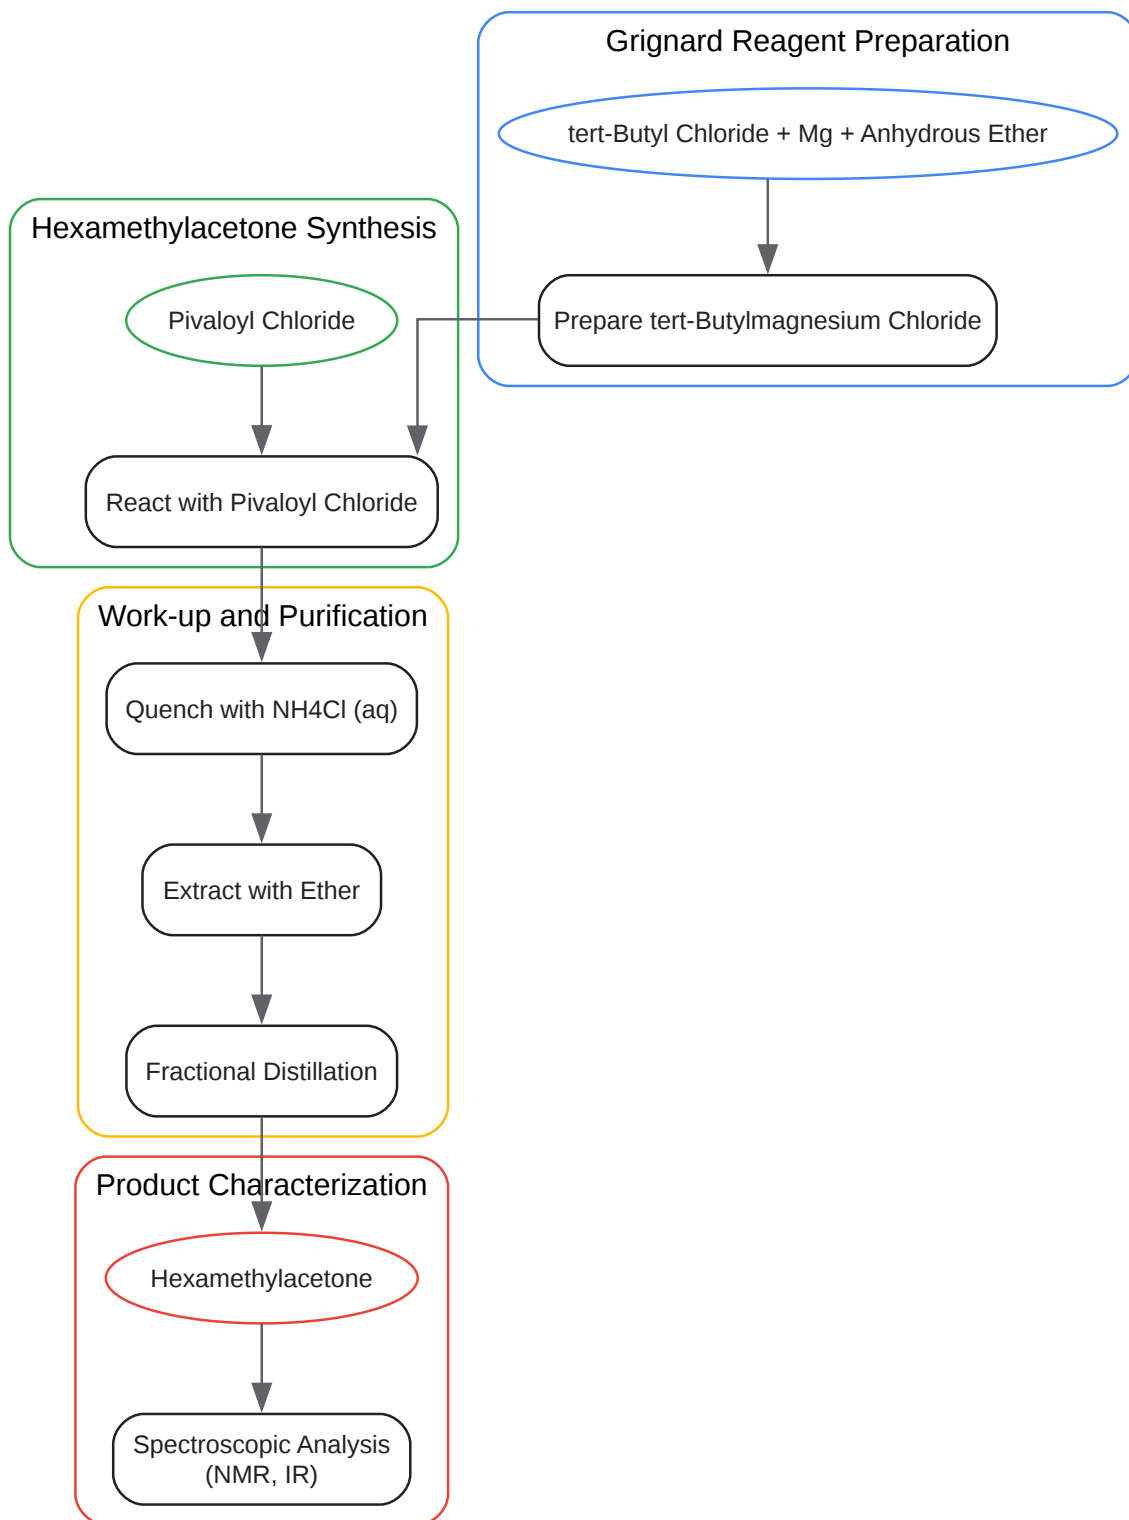 Grignard Reagent Preparation
tert-Butyl Chloride + Mg + Anhydrous Ether
Prepare tert-Butylmagnesium Chloride
Hexamethylacetone Synthesis
Pivaloyl Chloride
React with Pivaloyl Chloride
Work-up and Purification
Quench with NH4Cl (aq)
Extract with Ether
Fractional Distillation
Product Characterization
Hexamethylacetone
Spectroscopic Analysis
(NMR, IR)